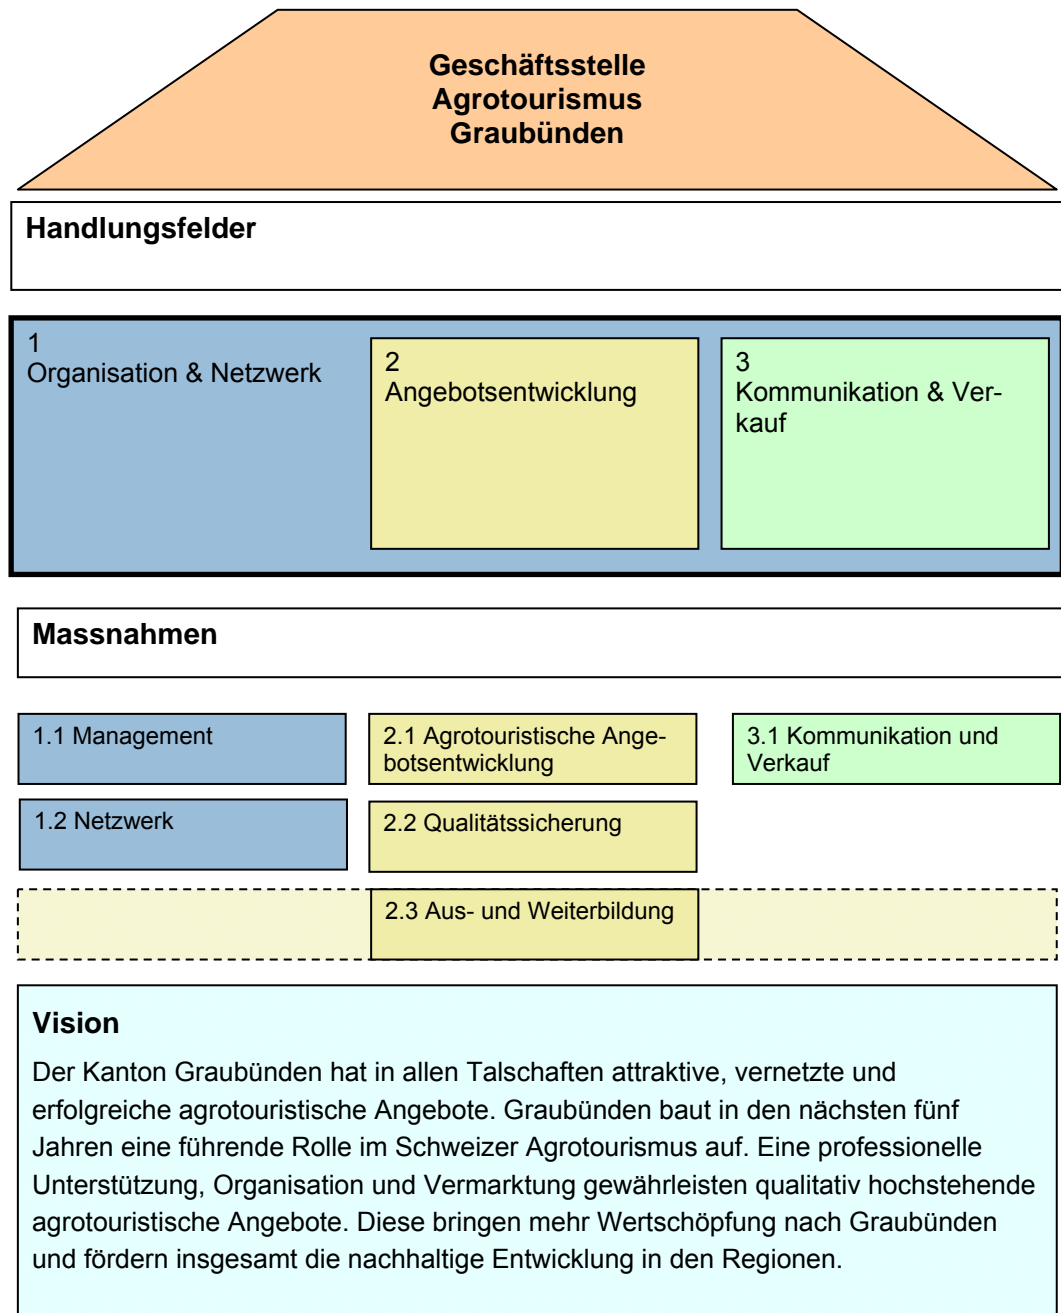 Geschäftsstelle
Agrotourismus
Graubünden
Handlungsfelder
1
Organisation & Netzwerk
2
Angebotsentwicklung
3
Kommunikation & Ver-
kauf
Massnahmen
1.1 Management
2.1 Agrotouristische Ange-
botsentwicklung
3.1 Kommunikation und
Verkauf
1.2 Netzwerk
2.2 Qualitätssicherung
2.3 Aus- und Weiterbildung
Vision
Der Kanton Graubünden hat in allen Talschaften attraktive, vernetzte und
erfolgreiche agrotouristische Angebote. Graubünden baut in den nächsten fünf
Jahren eine führende Rolle im Schweizer Agrotourismus auf. Eine professionelle
Unterstützung, Organisation und Vermarktung gewährleisten qualitativ hochstehende
agrotouristische Angebote. Diese bringen mehr Wertschöpfung nach Graubünden
und fördern insgesamt die nachhaltige Entwicklung in den Regionen.